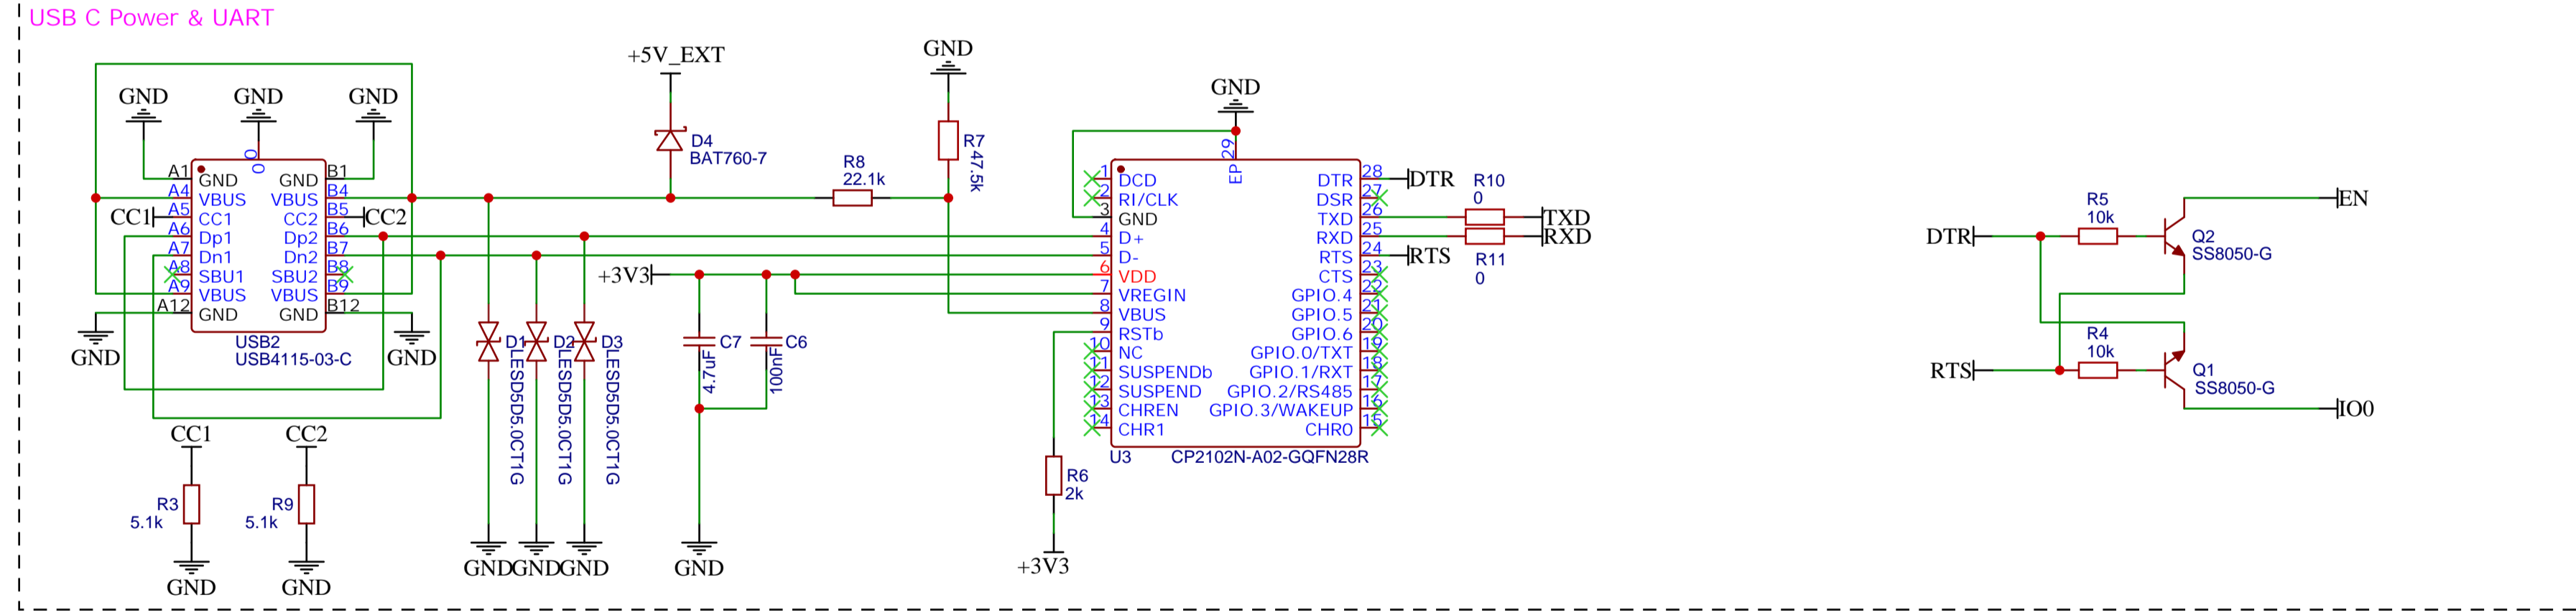 USB C Power & UART
GND
GND
GND
A1
A4
A5
A6
A7
A8
A9
A12
CC1
0
0
GND
VBUS
CC1
Dp1
Dn1
SBU1
VBUS
GND
GND
VBUS
CC2
Dp2
Dn2
SBU2
VBUS
GND
B1
B4
B5
B6
B7
B8
B9
B12
CC2
GND
GND
USB2
USB4115-03-C
CC1
R3
5.1k
GND
CC2
R9
5.1k
GND
+5V_EXT
D4
BAT760-7
R8
22.1k
GND
R7
47.5k
D1
LESD5D5.0CT1G
D2
LESD5D5.0CT1G
D3
LESD5D5.0CT1G
GND
GND
GND
+3V3
C7
4.7uF
C6
100nF
GND
GND
EP
29
1
2
3
4
5
6
7
8
9
10
11
12
13
14
DCD
RI/CLK
GND
D+
D-
VDD
VREGIN
VBUS
RSTb
NC
SUSPENDb
SUSPEND
CHREN
CHR1
DTR
DSR
TXD
RXD
RTS
CTS
GPIO.4
GPIO.5
GPIO.6
GPIO.0/TXT
GPIO.1/RXT
GPIO.2/RS485
GPIO.3/WAKEUP
CHR0
28
27
26
25
24
23
22
21
20
19
18
17
16
15
U3
CP2102N-A02-GQFN28R
R6
2k
+3V3
DTR
R10
0
TXD
RXD
RTS
R11
0
DTR
R5
10k
Q2
SS8050-G
EN
RTS
R4
10k
Q1
SS8050-G
IO0